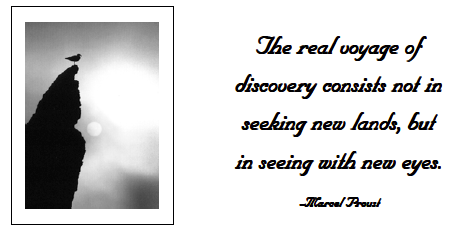 The real voyage of
discovery consists not in
seeking new lands, but
in seeing with new eyes.
-Marcel Proust